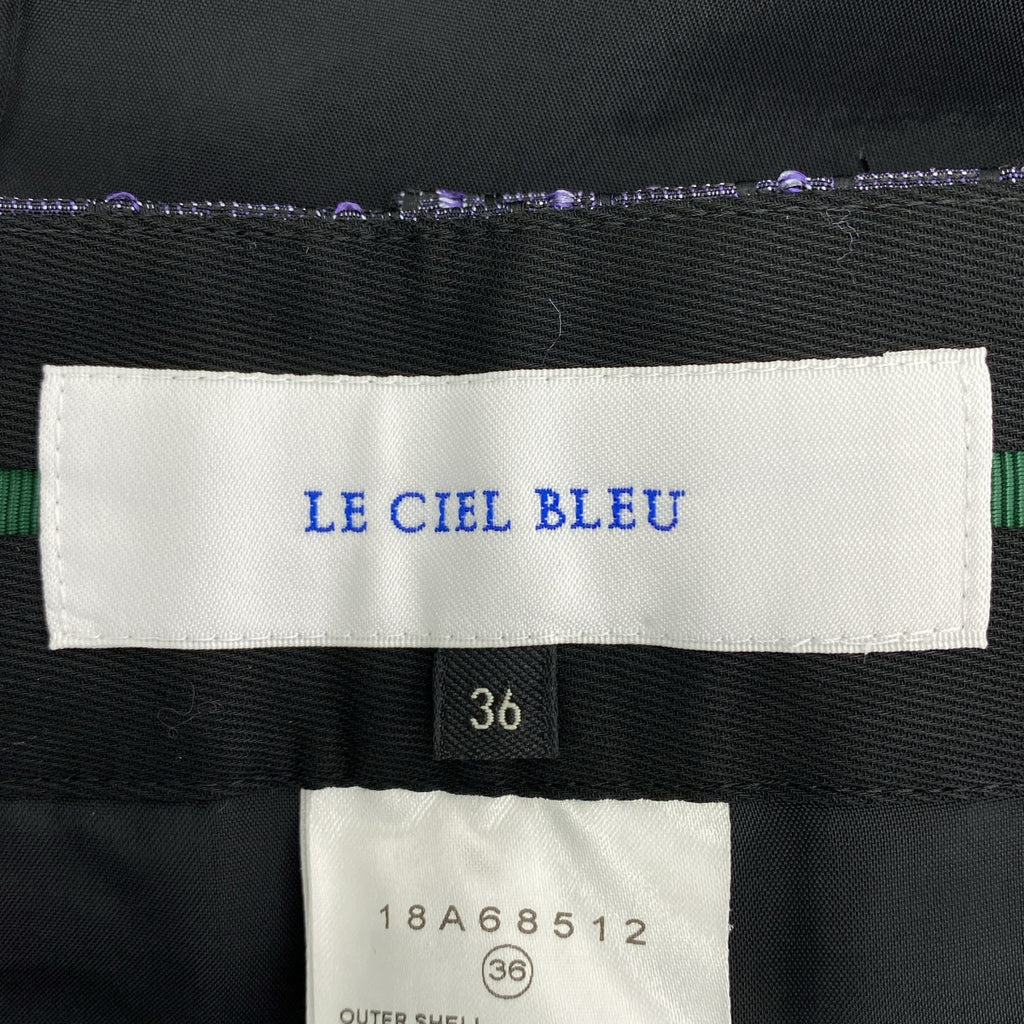 LE CIEL BLEU
36
18A68512
36
OUTER SHELL